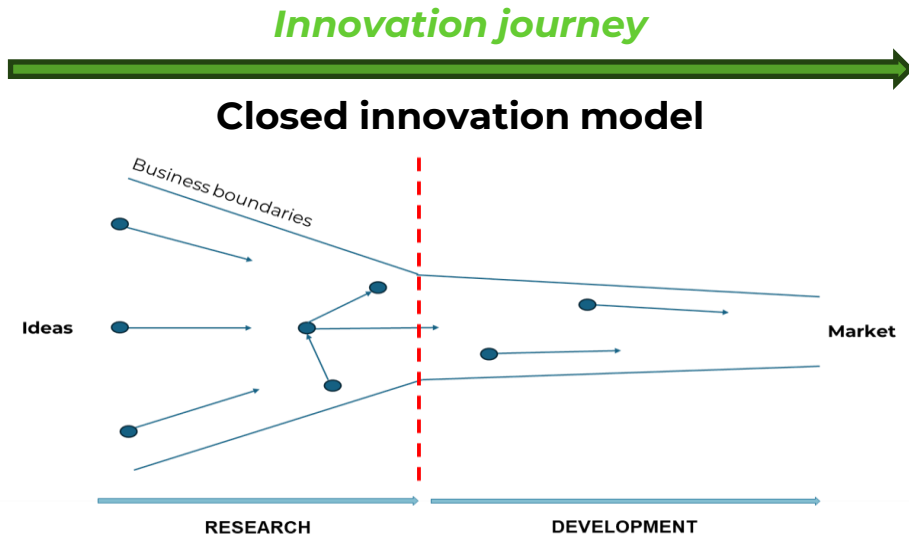 Innovation journey
Closed innovation model
Business boundaries
Ideas
Market
RESEARCH
DEVELOPMENT